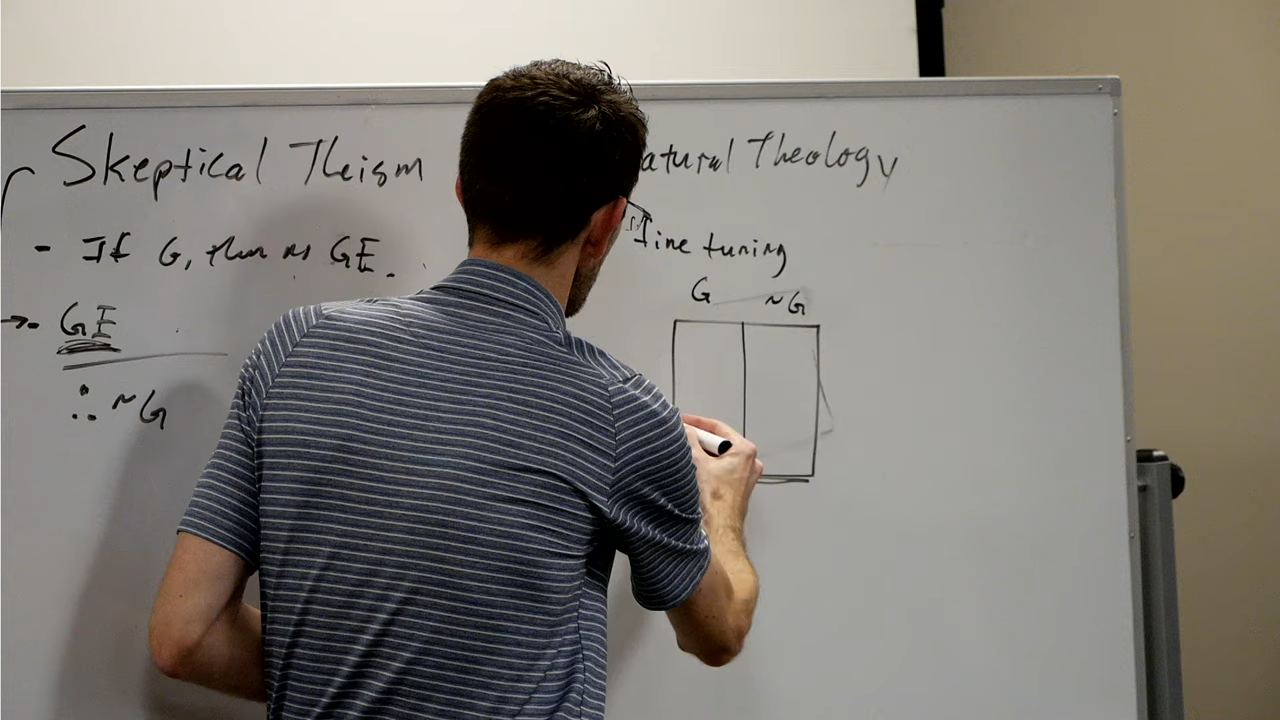 Skeptical Theism
- If G, then no GE.
→. GE
∴ ~G
atural Theology
Fine tuning
G ~G